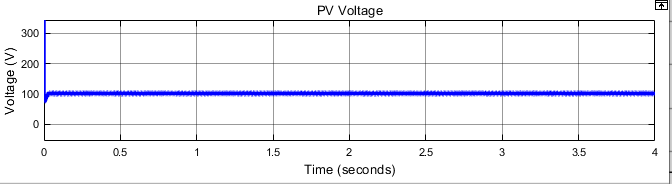 PV Voltage
300
200
100
0
Voltage (V)
0 0.5 1 1.5 2 2.5 3 3.5 4
Time (seconds)